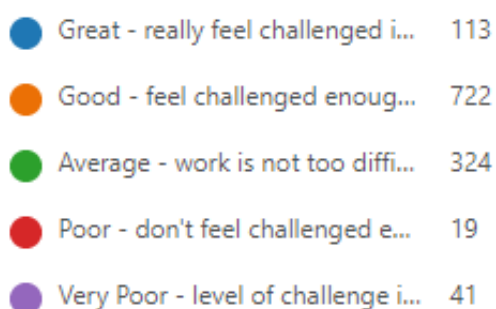 Great - really feel challenged i... 113
Good - feel challenged enoug... 722
Average - work is not too diffi... 324
Poor - don't feel challenged e... 19
Very Poor - level of challenge i... 41